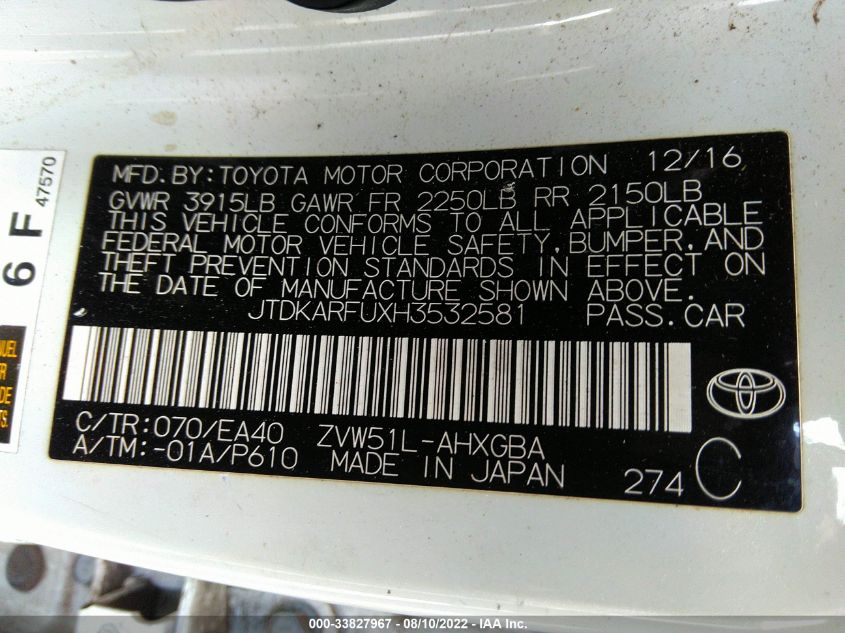 MFD.BY:TOYOTA MOTOR CORPORATION 12/16
GVWR 3915LB GAWR FR 2250LB RR 2150LB
THIS VEHICLE CONFORMS TO ALL APPLICABLE
FEDERAL MOTOR VEHICLE SAFETY,BUMPER,AND
THEFT PREVENTION STANDARDS IN EFFECT ON
THE DATE OF MANUFACTURE SHOWN ABOVE.
JTDKARFUXH3532581 PASS.CAR
C/TR:070/EA40 ZVW51L-AHXGBA
A/TM:-01A/P610 MADE IN JAPAN 274 C
6 F
47570
000-33827967 - 08/10/2022 - © IAA Inc.